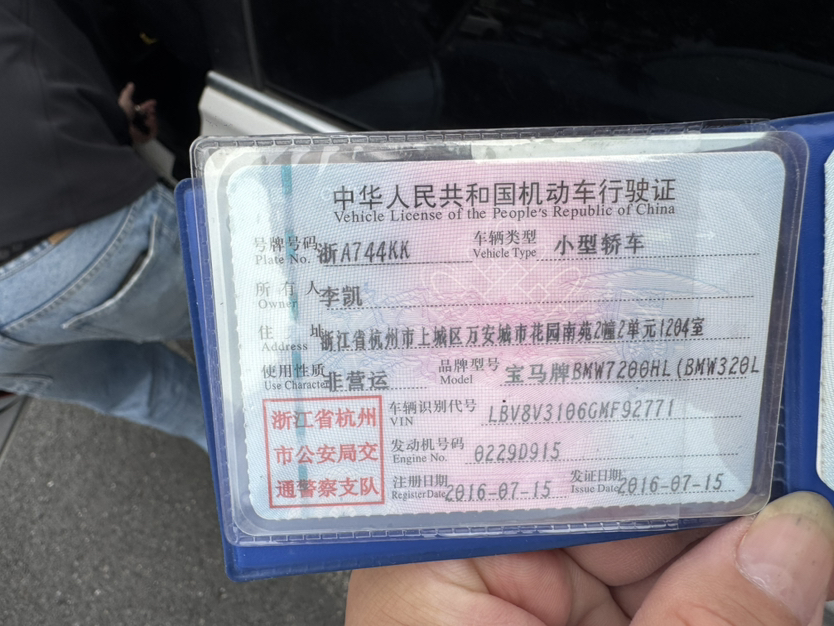 中华人民共和国机动车行驶证
Vehicle License of the People's Republic of China
号牌号码 浙A744KK 车辆类型 小型轿车
Plate No. Vehicle Type
所有人 李凯
Owner
住址 浙江省杭州市上城区万安城市花园南苑2幢2单元1204室
Address
使用性质 非营运 品牌型号 宝马牌BMW7200HL(BMW320L
Use Character Model
浙江省杭州
市公安局交
通警察支队
车辆识别代号 LBV8V3106GMF92771
VIN
发动机号码 0229D915
Engine No.
注册日期 2016-07-15 发证日期 2016-07-15
Register Date Issue Date